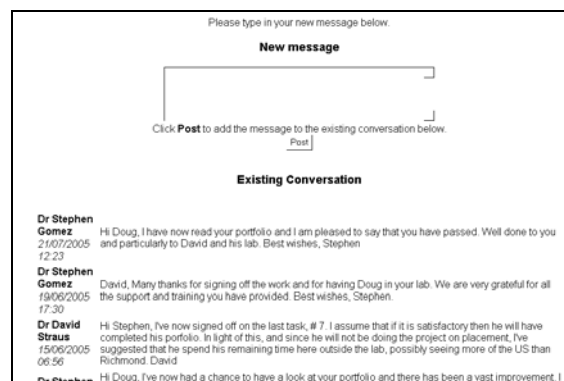 Please type in your new message below.
New message
Click Post to add the message to the existing conversation below.
Post
Existing Conversation
Dr Stephen Gomez
21/07/2005
12:23
Hi Doug, I have now read your portfolio and I am pleased to say that you have passed. Well done to you
and particularly to David and his lab. Best wishes, Stephen
Dr Stephen Gomez
19/06/2005
17:30
David, Many thanks for signing off the work and for having Doug in your lab. We are very grateful for all
the support and training you have provided. Best wishes, Stephen.
Dr David Straus
15/06/2005
06:56
Hi Stephen, I've now signed off on the last task, # 7. I assume that if it is satisfactory then he will have
completed his porfolio. In light of this, and since he will not be doing the project on placement, I've
suggested that he spend his remaining time here outside the lab, possibly seeing more of the US than
Richmond. David
Dr Stephen
Hi Doug, I've now had a chance to have a look at your portfolio and there has been a vast improvement. I